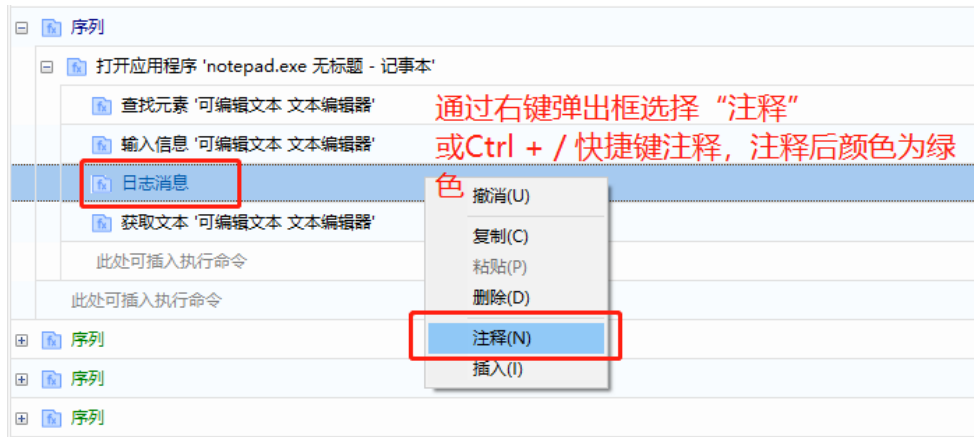 序列
打开应用程序 'notepad.exe 无标题 - 记事本'
查找元素 '可编辑文本 文本编辑器'
输入信息 '可编辑文本 文本编辑器'
日志消息
获取文本 '可编辑文本 文本编辑器'
此处可插入执行命令
此处可插入执行命令
序列
序列
序列
通过右键弹出框选择“注释”
或Ctrl + / 快捷键注释，注释后颜色为绿
色
撤消(U)
复制(C)
粘贴(P)
删除(D)
注释(N)
插入(I)